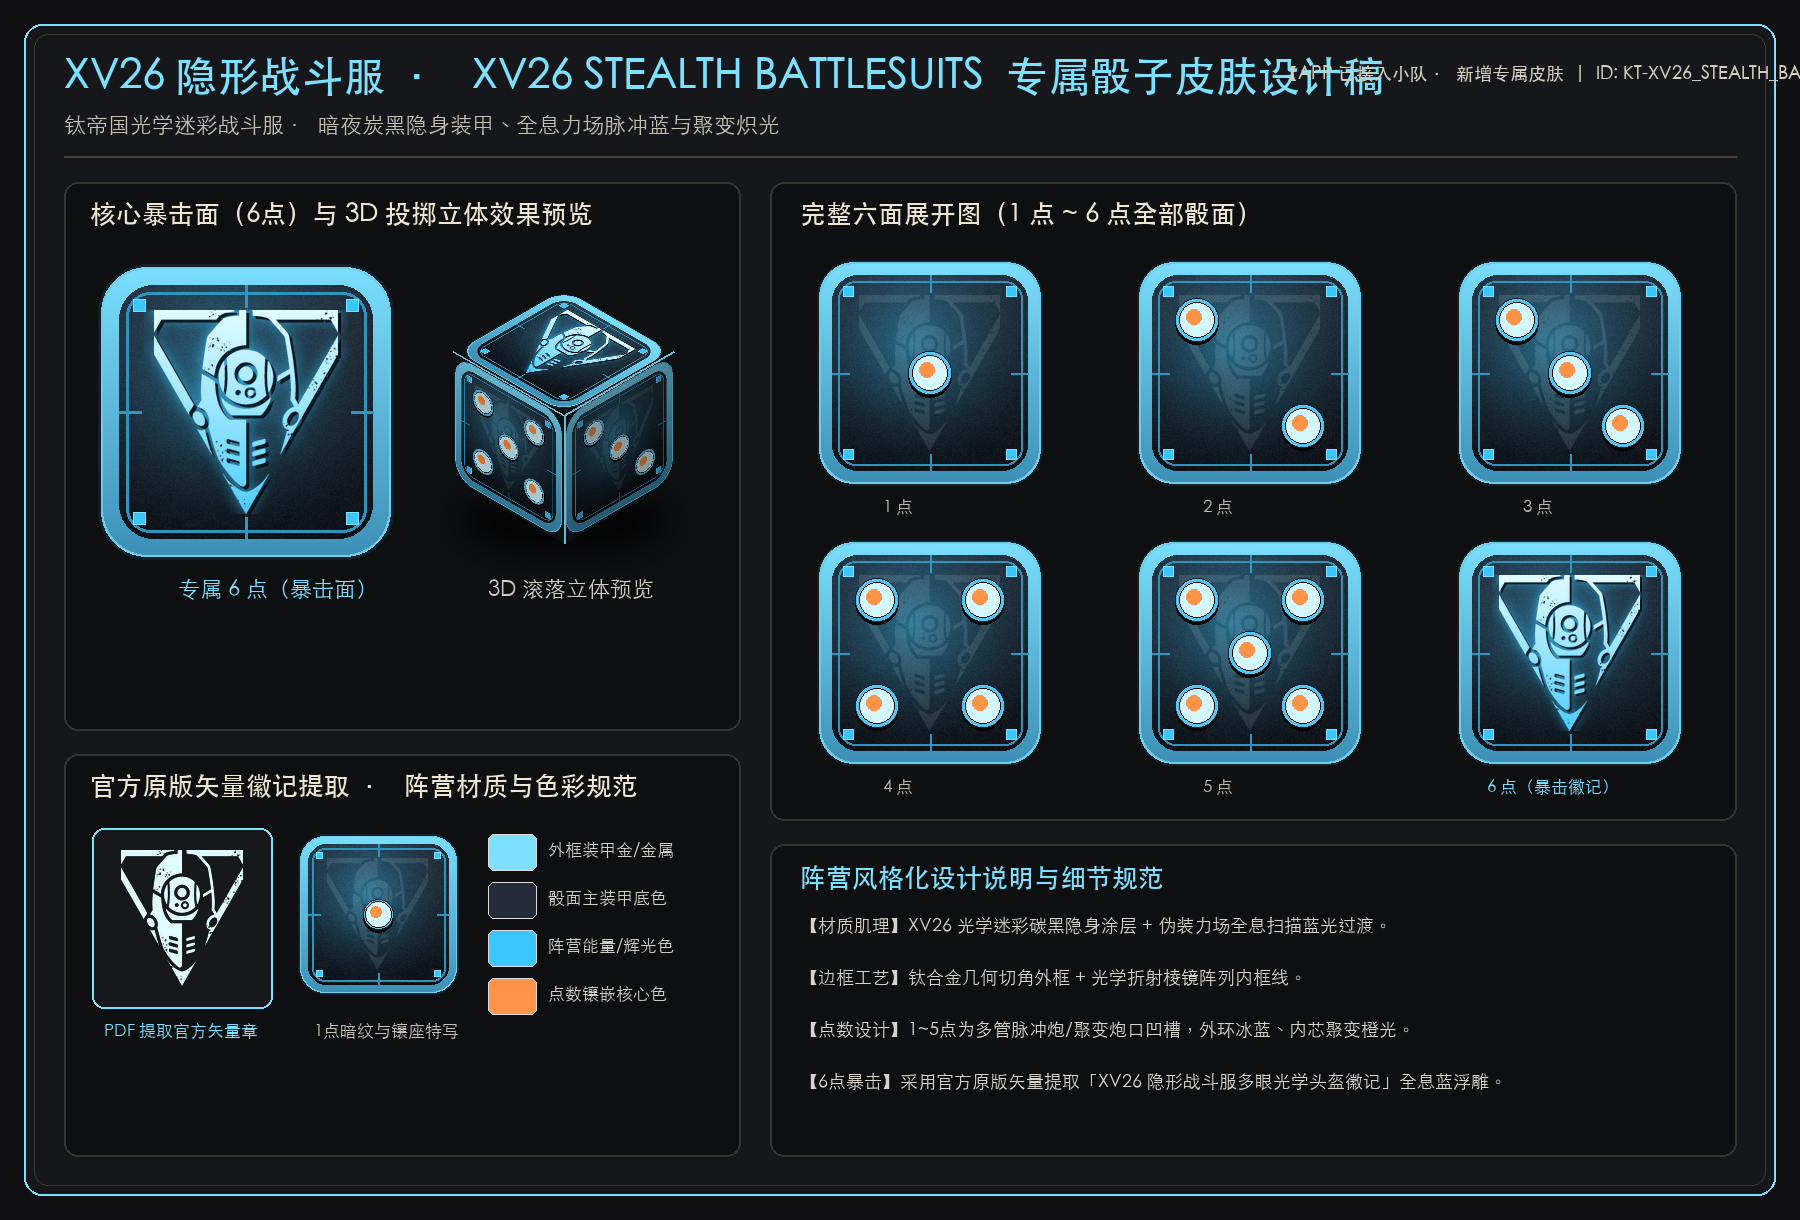 XV26 隐形战斗服 · XV26 STEALTH BATTLESUITS 专属骰子皮肤设计稿
入小队 · 新增专属皮肤 | ID: KT-XV26_STEALTH_BA
钛帝国光学迷彩战斗服 · 暗夜炭黑隐身装甲、全息力场脉冲蓝与聚变炽光
核心暴击面（6点）与 3D 投掷立体效果预览
专属 6 点（暴击面）
3D 滚落立体预览
完整六面展开图（1 点 ~ 6 点全部骰面）
1 点
2 点
3 点
4 点
5 点
6 点（暴击徽记）
官方原版矢量徽记提取 · 阵营材质与色彩规范
外框装甲金/金属
骰面主装甲底色
阵营能量/辉光色
点数镶嵌核心色
PDF 提取官方矢量章
1点暗纹与镶座特写
阵营风格化设计说明与细节规范
【材质肌理】XV26 光学迷彩碳黑隐身涂层 + 伪装力场全息扫描蓝光过渡。
【边框工艺】钛合金几何切角外框 + 光学折射棱镜阵列内框线。
【点数设计】1~5点为多管脉冲炮/聚变炮口凹槽，外环冰蓝、内芯聚变橙光。
【6点暴击】采用官方原版矢量提取「XV26 隐形战斗服多眼光学头盔徽记」全息蓝浮雕。